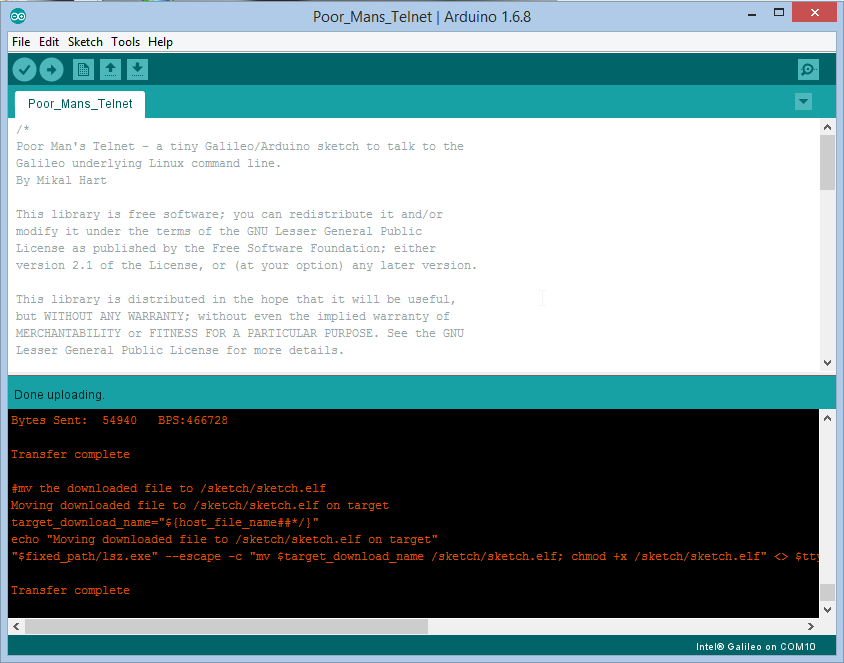 Poor_Mans_Telnet | Arduino 1.6.8
File Edit Sketch Tools Help
Poor_Mans_Telnet
/*
Poor Man's Telnet - a tiny Galileo/Arduino sketch to talk to the
Galileo underlying Linux command line.
By Mikal Hart
This library is free software; you can redistribute it and/or
modify it under the terms of the GNU Lesser General Public
License as published by the Free Software Foundation; either
version 2.1 of the License, or (at your option) any later version.
This library is distributed in the hope that it will be useful,
but WITHOUT ANY WARRANTY; without even the implied warranty of
MERCHANTABILITY or FITNESS FOR A PARTICULAR PURPOSE. See the GNU
Lesser General Public License for more details.
Done uploading.
Bytes Sent: 54940 BPS:466728
Transfer complete
#mv the downloaded file to /sketch/sketch.elf
Moving downloaded file to /sketch/sketch.elf on target
target_download_name="${host_file_name##*/}"
echo "Moving downloaded file to /sketch/sketch.elf on target"
"$fixed_path/lsz.exe" --escape -c "mv $target_download_name /sketch/sketch.elf; chmod +x /sketch/sketch.elf" <> $tty
Transfer complete
Intel® Galileo on COM10